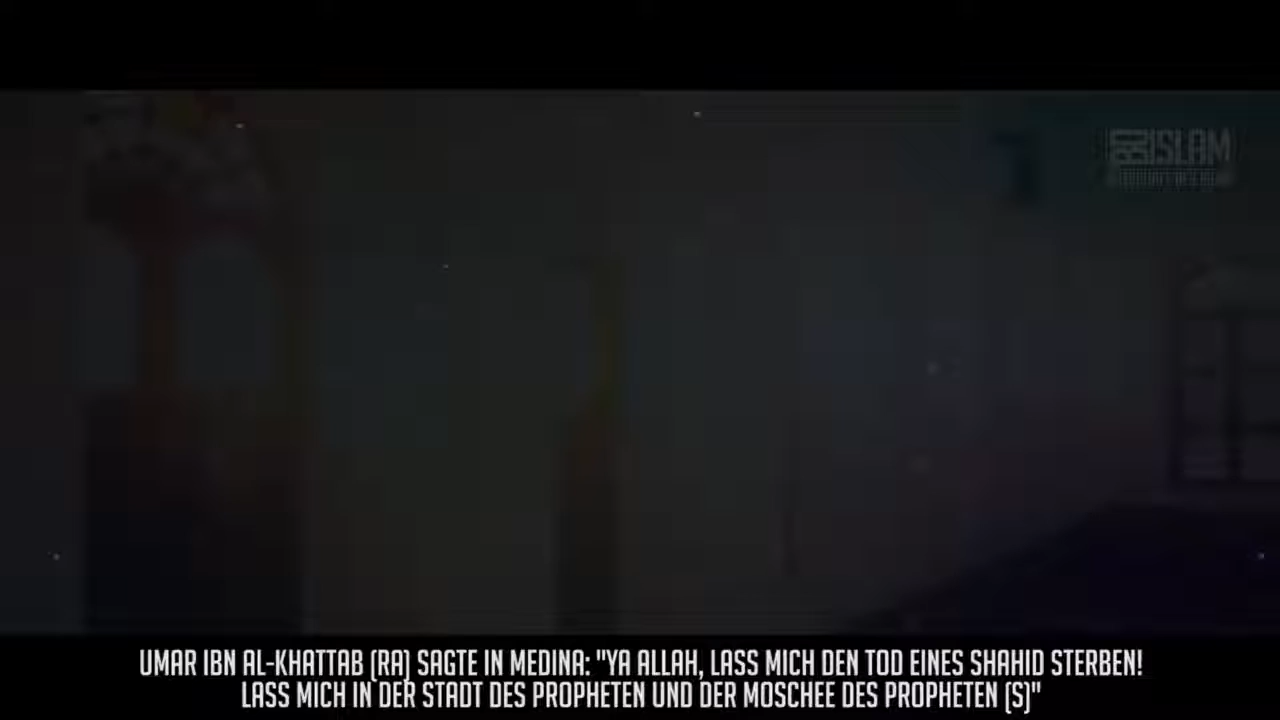 ISLAM
UMAR IBN AL-KHATTAB (RA) SAGTE IN MEDINA: "YA ALLAH, LASS MICH DEN TOD EINES SHAHID STERBEN!
LASS MICH IN DER STADT DES PROPHETEN UND DER MOSCHEE DES PROPHETEN (S)"